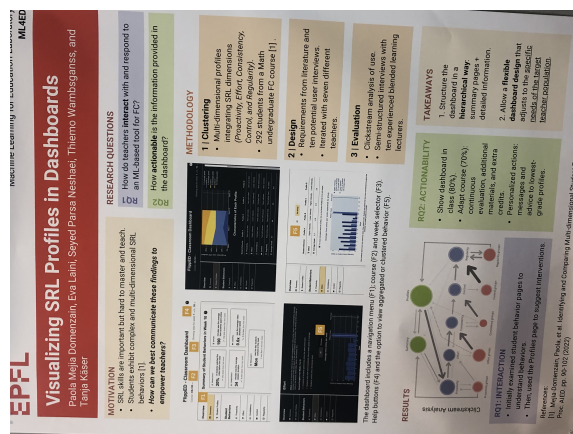 Machine Learning for Education Laboratory
ML4ED
EPFL
Visualizing SRL Profiles in Dashboards
Paola Mejia Domenzain, Eva Laini, Seyed Parsa Neshaei, Thiemo Wambsganss, and
Tanja Käser
MOTIVATION
• SRL skills are important but hard to master and teach.
• Students exhibit complex and multi-dimensional SRL
behaviors [1].
• How can we best communicate these findings to
empower teachers?
RESEARCH QUESTIONS
RQ1
How do teachers interact with and respond to
an ML-based tool for FC?
RQ2
How actionable is the information provided in
the dashboard?
FlippED - Classroom Dashboard
The dashboard includes a navigation menu (F1), course (F2) and week selector (F3),
Help buttons (F4) and the option to view aggregated or clustered behavior (F5).
METHODOLOGY
1 | Clustering
• Multi-dimensional profiles
integrating SRL dimensions
(Proactivity, Effort, Consistency,
Control, and Regularity).
• 292 students from a Math
undergraduate FC course [1].
2 | Design
• Requirements from literature and
ten potential user interviews.
• Iterated with seven different
teachers.
3 | Evaluation
• Clickstream analysis of use.
• Semi-structured interviews with
ten experienced blended learning
lecturers.
RESULTS
Clickstream Analysis
RQ1: INTERACTION
• Initially examined student behavior pages to
understand behaviors.
• Then, used the Profiles page to suggest interventions.
RQ2: ACTIONABILITY
• Show dashboard in
class (80%).
• Adapt course (70%):
continuous
evaluation, additional
materials, and extra
credits.
• Personalized actions:
messages and
advice to lowest-
grade profiles.
TAKEAWAYS
1. Structure the
dashboard in a
hierarchical way:
summary pages +
detailed information.
2. Allow a flexible
dashboard design that
adjusts to the specific
needs of the target
teacher population.
References:
[1] Mejia-Domenzain, Paola, et al. Identifying and Comparing Multi-dimensional
Proc. AIED. pp. 90-102 (2022)